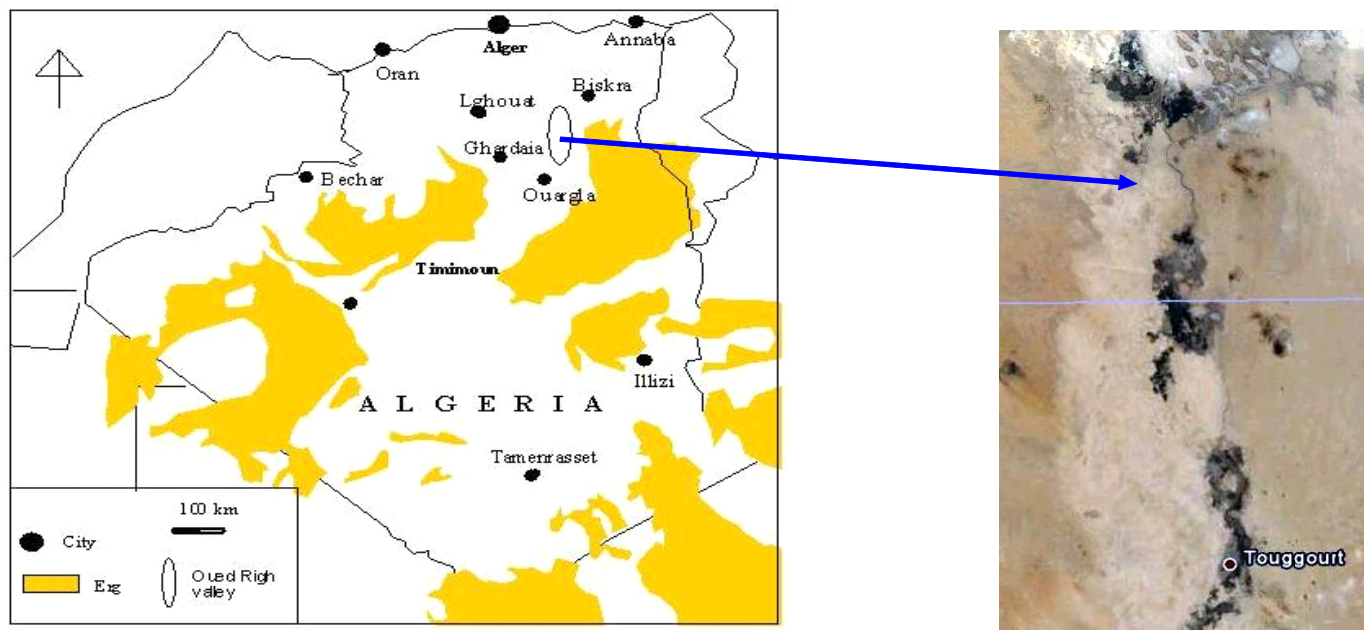 Alger
Annaba
Oran
Biskra
Lghouat
Ghardaia
Bechar
Ouargla
Timimoun
Illizi
A L G E R I A
Tamenrasset
100 km
City
Erg
Oued Righ
valley
Touggourt